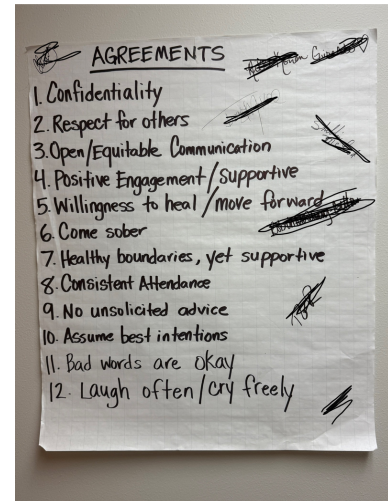 AGREEMENTS
1. Confidentiality
2. Respect for others
3. Open/Equitable Communication
4. Positive Engagement/Supportive
5. Willingness to heal/move forward
6. Come sober
7. Healthy boundaries, yet supportive
8. Consistent Attendance
9. No unsolicited advice
10. Assume best intentions
11. Bad words are okay
12. Laugh often/cry freely